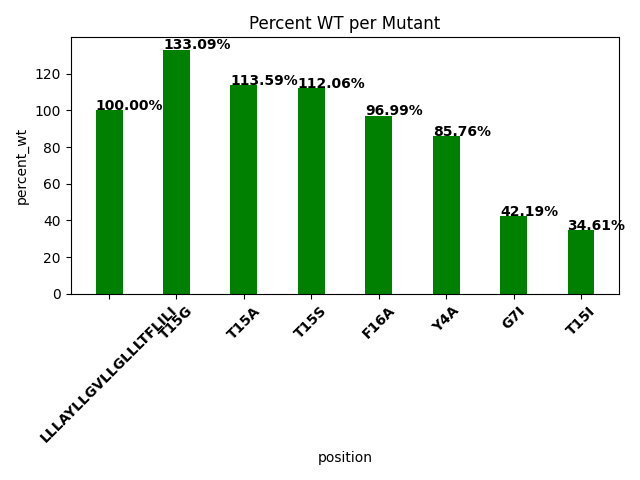 Percent WT per Mutant
percent_wt
120
100
80
60
40
20
0
100.00%
133.09%
113.59%
112.06%
96.99%
85.76%
42.19%
34.61%
LLLAYLLGVLLGLLLTFLILI
T15G
T15A
T15S
F16A
Y4A
G7I
T15I
position